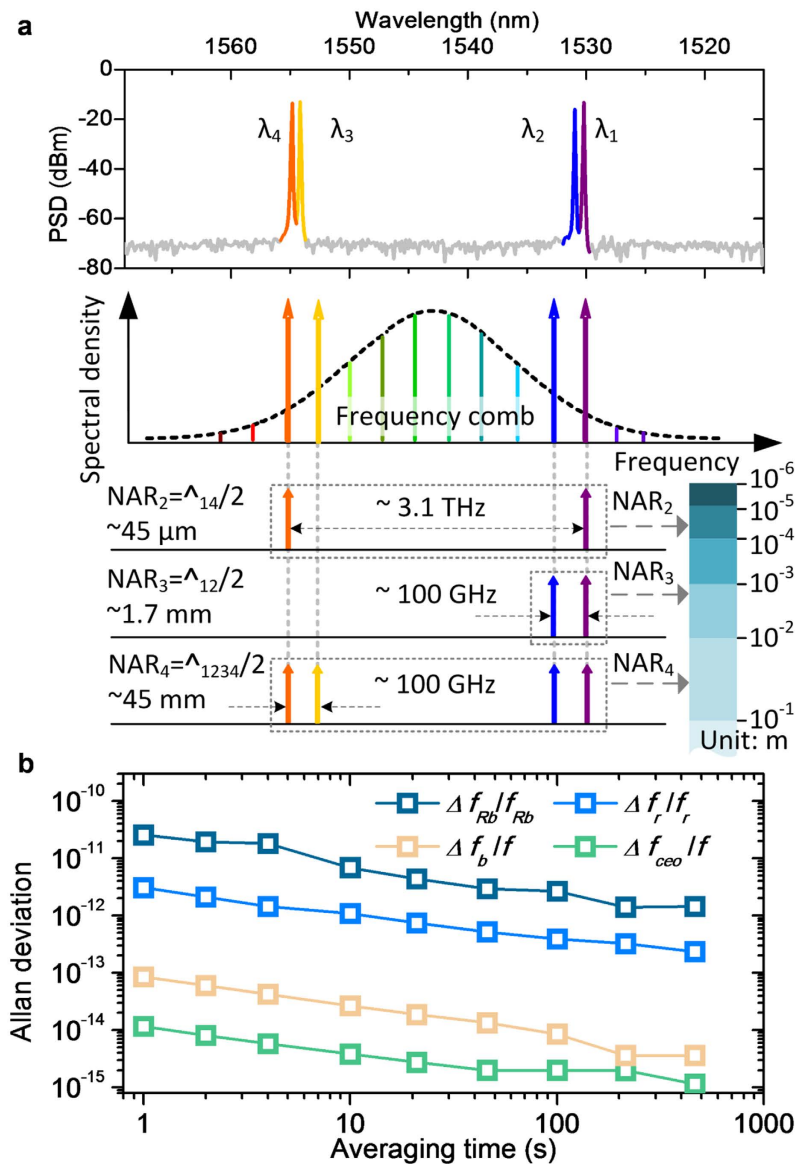 Wavelength (nm)
a
1560 1550 1540 1530 1520
0
-20
-40
-60
-80
PSD (dBm)
λ4 λ3 λ2 λ1
Spectral density
Frequency comb
Frequency
NAR2=Λ14/2
~45 μm
~ 3.1 THz
NAR2
NAR3=Λ12/2
~1.7 mm
~ 100 GHz
NAR3
NAR4=Λ1234/2
~45 mm
~ 100 GHz
NAR4
10-6
10-5
10-4
10-3
10-2
10-1
Unit: m
b
10-10
10-11
10-12
10-13
10-14
10-15
Allan deviation
Δ fRb/fRb Δ fr/fr
Δ fb/f Δ fceo/f
1 10 100 1000
Averaging time (s)